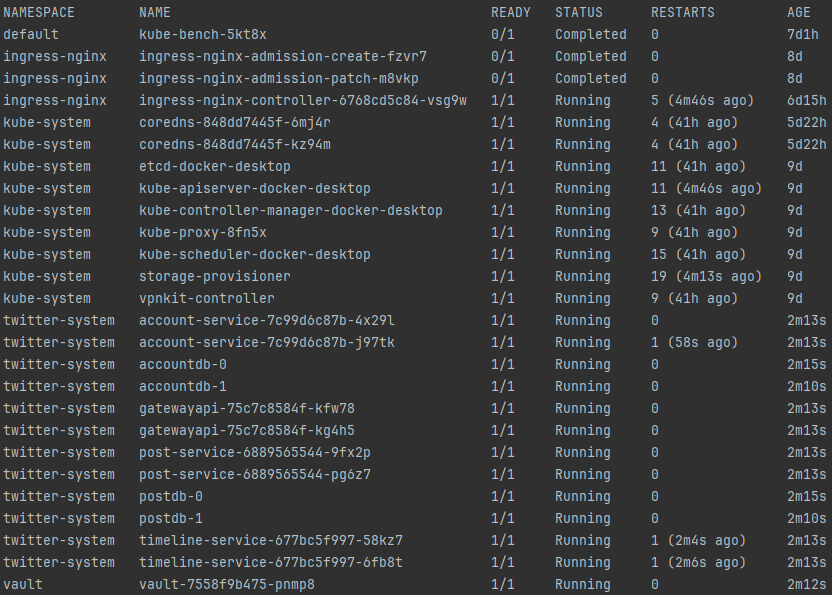 NAMESPACE NAME READY STATUS RESTARTS AGE
default kube-bench-5kt8x 0/1 Completed 0 7d1h
ingress-nginx ingress-nginx-admission-create-fzvr7 0/1 Completed 0 8d
ingress-nginx ingress-nginx-admission-patch-m8vkp 0/1 Completed 0 8d
ingress-nginx ingress-nginx-controller-6768cd5c84-vsg9w 1/1 Running 5 (4m46s ago) 6d15h
kube-system coredns-848dd7445f-6mj4r 1/1 Running 4 (41h ago) 5d22h
kube-system coredns-848dd7445f-kz94m 1/1 Running 4 (41h ago) 5d22h
kube-system etcd-docker-desktop 1/1 Running 11 (41h ago) 9d
kube-system kube-apiserver-docker-desktop 1/1 Running 11 (4m46s ago) 9d
kube-system kube-controller-manager-docker-desktop 1/1 Running 13 (41h ago) 9d
kube-system kube-proxy-8fn5x 1/1 Running 9 (41h ago) 9d
kube-system kube-scheduler-docker-desktop 1/1 Running 15 (41h ago) 9d
kube-system storage-provisioner 1/1 Running 19 (4m13s ago) 9d
kube-system vpnkit-controller 1/1 Running 9 (41h ago) 9d
twitter-system account-service-7c99d6c87b-4x29l 1/1 Running 0 2m13s
twitter-system account-service-7c99d6c87b-j97tk 1/1 Running 1 (58s ago) 2m13s
twitter-system accountdb-0 1/1 Running 0 2m15s
twitter-system accountdb-1 1/1 Running 0 2m10s
twitter-system gatewayapi-75c7c8584f-kfw78 1/1 Running 0 2m13s
twitter-system gatewayapi-75c7c8584f-kg4h5 1/1 Running 0 2m13s
twitter-system post-service-6889565544-9fx2p 1/1 Running 0 2m13s
twitter-system post-service-6889565544-pg6z7 1/1 Running 0 2m13s
twitter-system postdb-0 1/1 Running 0 2m15s
twitter-system postdb-1 1/1 Running 0 2m10s
twitter-system timeline-service-677bc5f997-58kz7 1/1 Running 1 (2m4s ago) 2m13s
twitter-system timeline-service-677bc5f997-6fb8t 1/1 Running 1 (2m6s ago) 2m13s
vault vault-7558f9b475-pnmp8 1/1 Running 0 2m12s